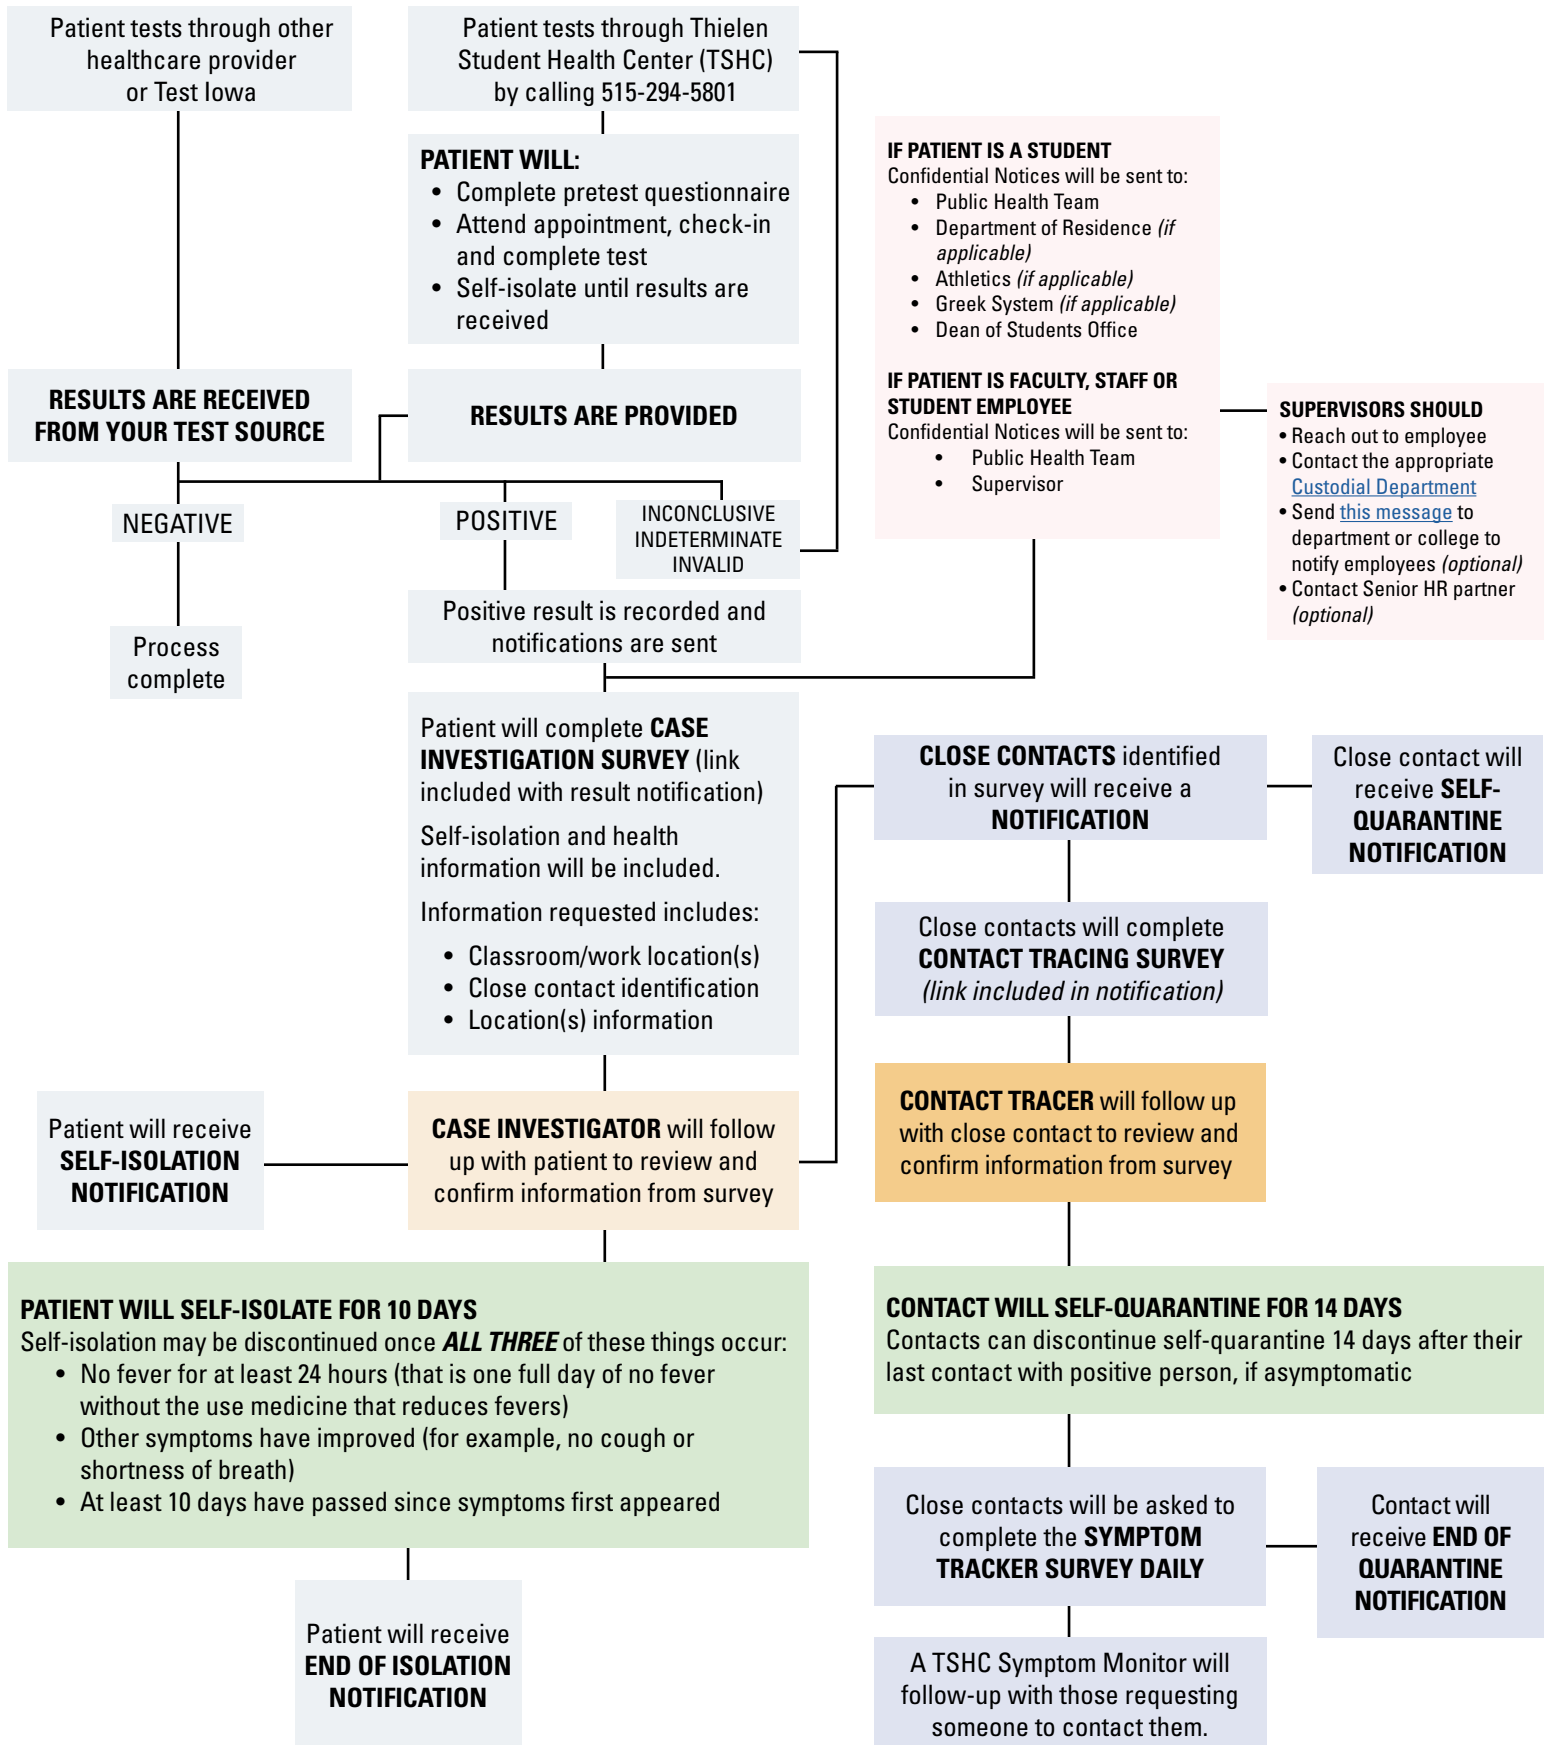 Patient tests through other
healthcare provider
or Test Iowa
Patient tests through Thielen
Student Health Center (TSHC)
by calling 515-294-5801
PATIENT WILL:
• Complete pretest questionnaire
• Attend appointment, check-in
and complete test
• Self-isolate until results are
received
RESULTS ARE RECEIVED
FROM YOUR TEST SOURCE
RESULTS ARE PROVIDED
NEGATIVE
POSITIVE
INCONCLUSIVE
INDETERMINATE
INVALID
Process
complete
Positive result is recorded and
notifications are sent
IF PATIENT IS A STUDENT
Confidential Notices will be sent to:
• Public Health Team
• Department of Residence (if
applicable)
• Athletics (if applicable)
• Greek System (if applicable)
• Dean of Students Office
IF PATIENT IS FACULTY, STAFF OR
STUDENT EMPLOYEE
Confidential Notices will be sent to:
• Public Health Team
• Supervisor
SUPERVISORS SHOULD
• Reach out to employee
• Contact the appropriate
Custodial Department
• Send this message to
department or college to
notify employees (optional)
• Contact Senior HR partner
(optional)
Patient will complete CASE
INVESTIGATION SURVEY (link
included with result notification)
Self-isolation and health
information will be included.
Information requested includes:
• Classroom/work location(s)
• Close contact identification
• Location(s) information
CLOSE CONTACTS identified
in survey will receive a
NOTIFICATION
Close contact will
receive SELF-
QUARANTINE
NOTIFICATION
Close contacts will complete
CONTACT TRACING SURVEY
(link included in notification)
Patient will receive
SELF-ISOLATION
NOTIFICATION
CASE INVESTIGATOR will follow
up with patient to review and
confirm information from survey
CONTACT TRACER will follow up
with close contact to review and
confirm information from survey
PATIENT WILL SELF-ISOLATE FOR 10 DAYS
Self-isolation may be discontinued once ALL THREE of these things occur:
• No fever for at least 24 hours (that is one full day of no fever
without the use medicine that reduces fevers)
• Other symptoms have improved (for example, no cough or
shortness of breath)
• At least 10 days have passed since symptoms first appeared
CONTACT WILL SELF-QUARANTINE FOR 14 DAYS
Contacts can discontinue self-quarantine 14 days after their
last contact with positive person, if asymptomatic
Close contacts will be asked to
complete the SYMPTOM
TRACKER SURVEY DAILY
Contact will
receive END OF
QUARANTINE
NOTIFICATION
Patient will receive
END OF ISOLATION
NOTIFICATION
A TSHC Symptom Monitor will
follow-up with those requesting
someone to contact them.